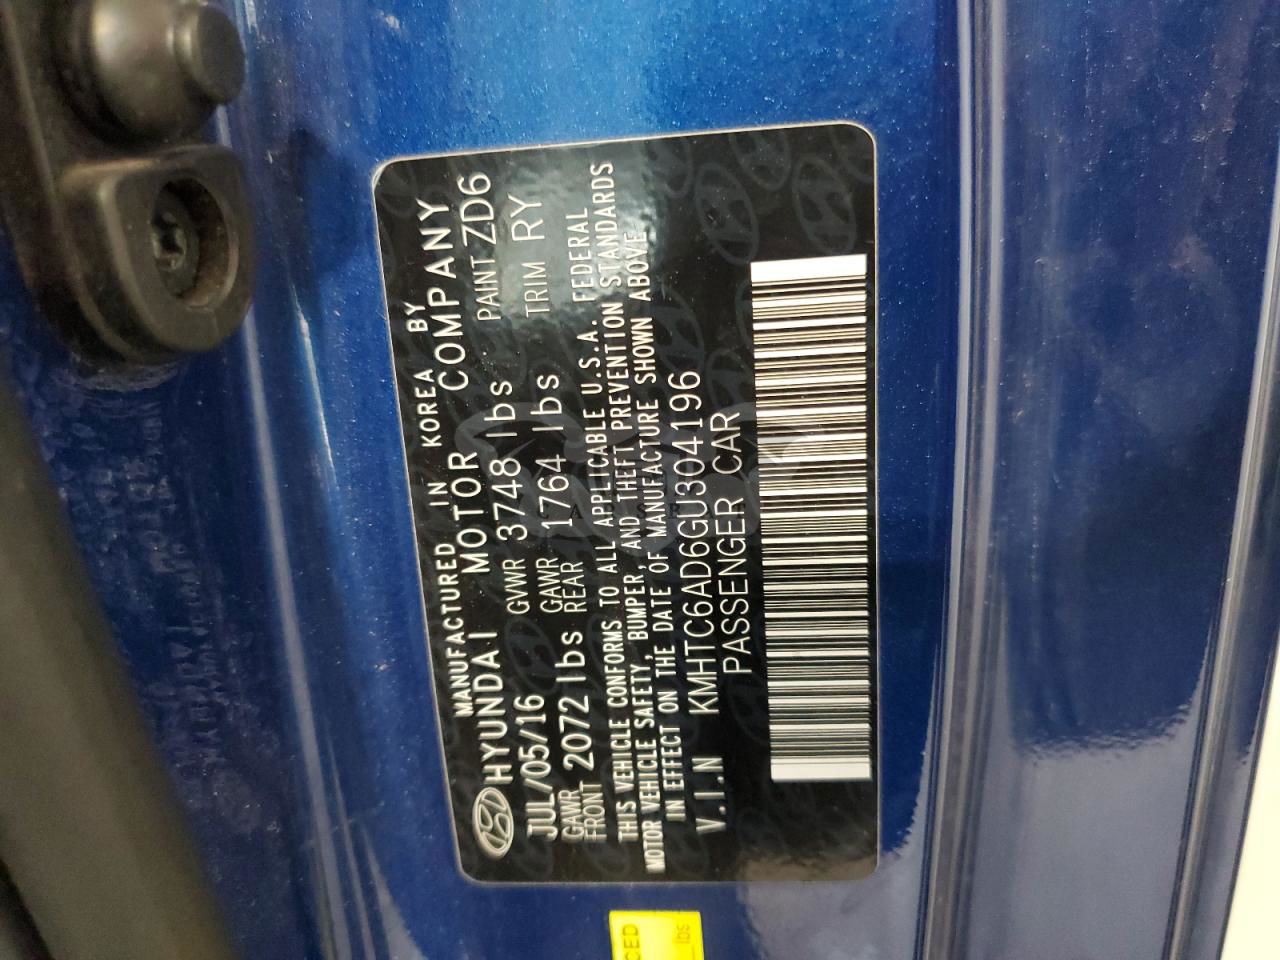 MANUFACTURED IN KOREA BY
HYUNDAI MOTOR COMPANY
JUL/05/16 GVWR 3748 lbs PAINT ZD6
GAWR FRONT 2072 lbs GAWR REAR 1764 lbs TRIM RY
THIS VEHICLE CONFORMS TO ALL APPLICABLE U.S.A. FEDERAL
MOTOR VEHICLE SAFETY, BUMPER, AND THEFT PREVENTION STANDARDS
IN EFFECT ON THE DATE OF MANUFACTURE SHOWN ABOVE.
V.I.N KMHTC6AD6GU304196
PASSENGER CAR
CED
lbs